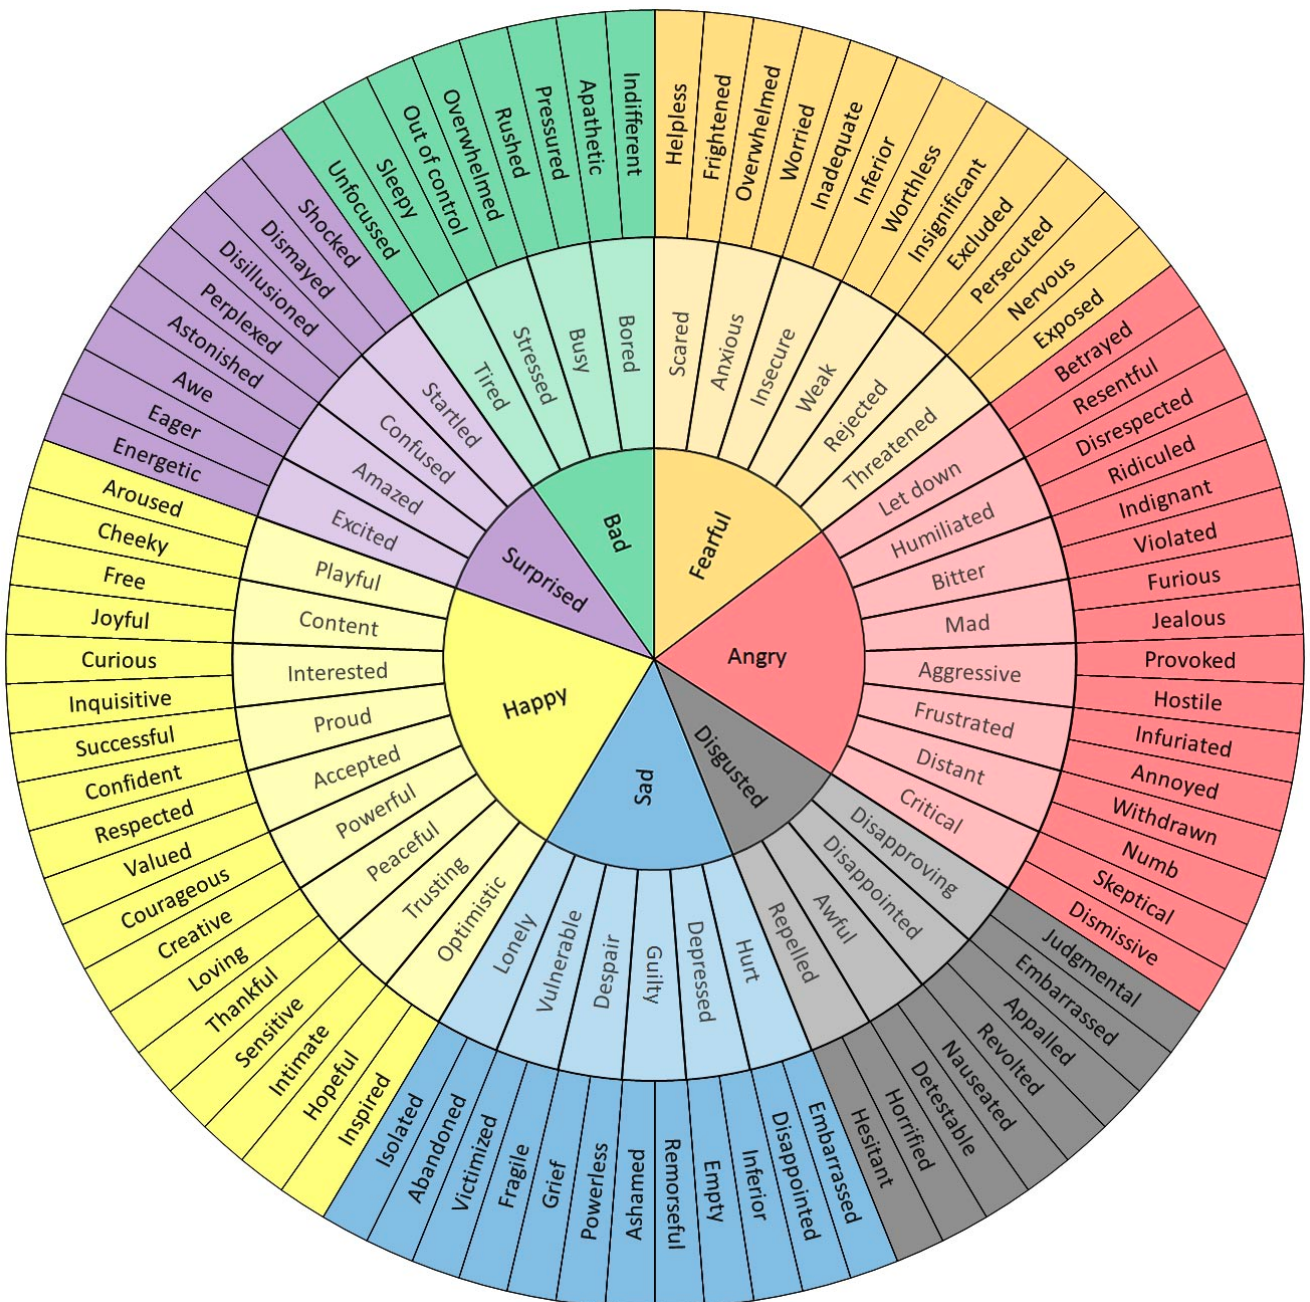 Bad
Fearful
Angry
Disgusted
Sad
Happy
Surprised
Scared
Anxious
Insecure
Weak
Rejected
Threatened
Let down
Humiliated
Bitter
Mad
Aggressive
Frustrated
Distant
Critical
Disapproving
Disappointed
Awful
Repelled
Hurt
Depressed
Guilty
Despair
Vulnerable
Lonely
Optimistic
Trusting
Peaceful
Powerful
Accepted
Proud
Interested
Content
Playful
Excited
Amazed
Confused
Startled
Tired
Stressed
Busy
Bored
Helpless
Frightened
Overwhelmed
Worried
Inadequate
Inferior
Worthless
Insignificant
Excluded
Persecuted
Nervous
Exposed
Betrayed
Resentful
Disrespected
Ridiculed
Indignant
Violated
Furious
Jealous
Provoked
Hostile
Infuriated
Annoyed
Withdrawn
Numb
Skeptical
Dismissive
Judgmental
Embarrassed
Appalled
Revolted
Nauseated
Detestable
Horrified
Hesitant
Embarrassed
Disappointed
Inferior
Empty
Remorseful
Ashamed
Powerless
Grief
Fragile
Victimized
Abandoned
Isolated
Inspired
Hopeful
Intimate
Sensitive
Thankful
Loving
Creative
Courageous
Valued
Respected
Confident
Successful
Inquisitive
Curious
Joyful
Free
Cheeky
Aroused
Energetic
Eager
Awe
Astonished
Perplexed
Disillusioned
Dismayed
Shocked
Unfocussed
Sleepy
Out of control
Overwhelmed
Rushed
Pressured
Apathetic
Indifferent